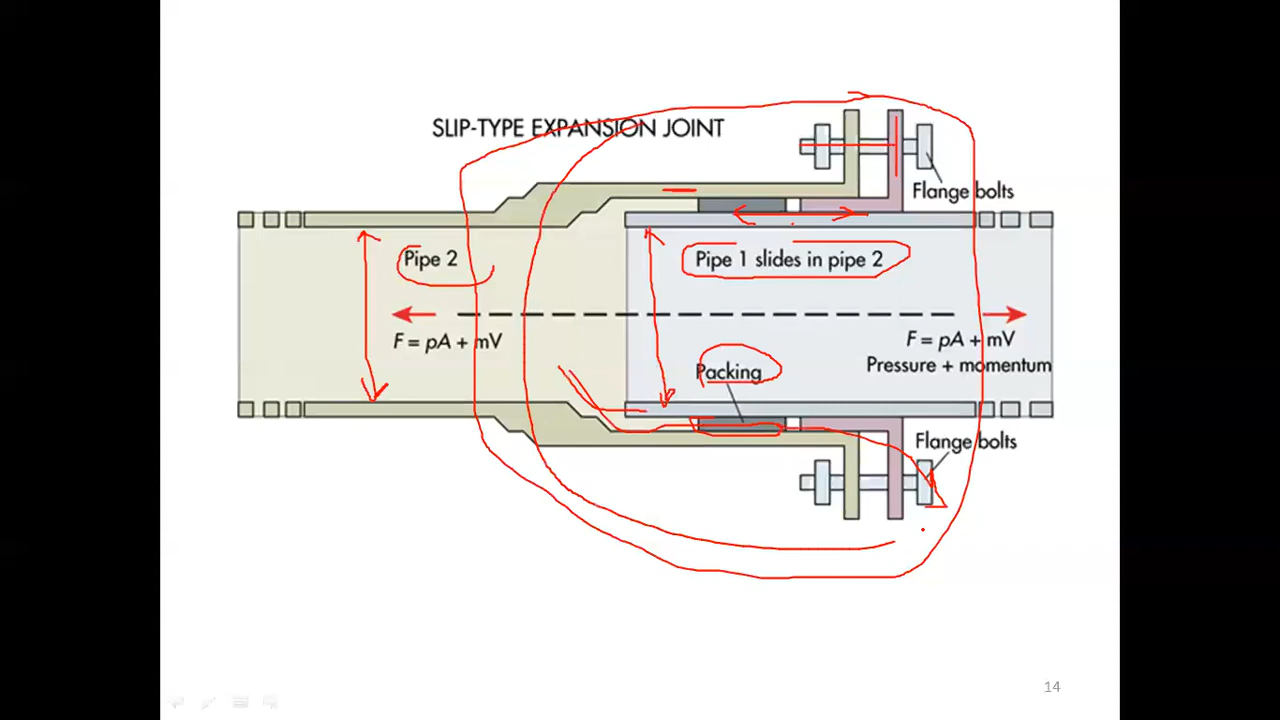 SLIP-TYPE EXPANSION JOINT
Flange bolts
Pipe 2
Pipe 1 slides in pipe 2
F = pA + mV
F = pA + mV
Pressure + momentum
Packing
Flange bolts
14